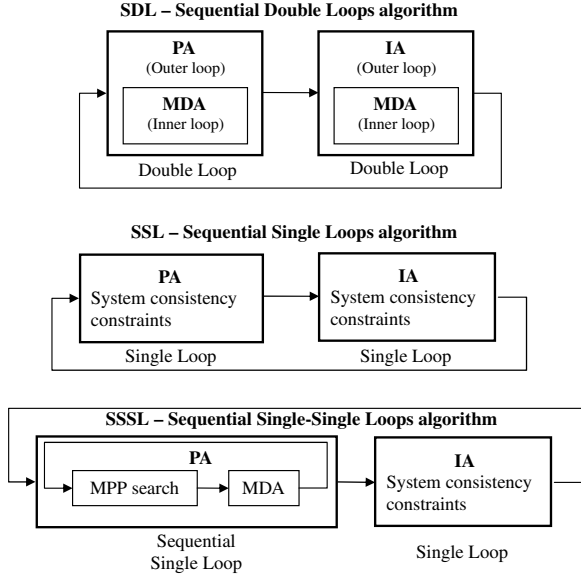 SDL – Sequential Double Loops algorithm
PA
(Outer loop)
MDA
(Inner loop)
Double Loop
IA
(Outer loop)
MDA
(Inner loop)
Double Loop
SSL – Sequential Single Loops algorithm
PA
System consistency
constraints
Single Loop
IA
System consistency
constraints
Single Loop
SSSL – Sequential Single-Single Loops algorithm
PA
MPP search
MDA
Sequential
Single Loop
IA
System consistency
constraints
Single Loop